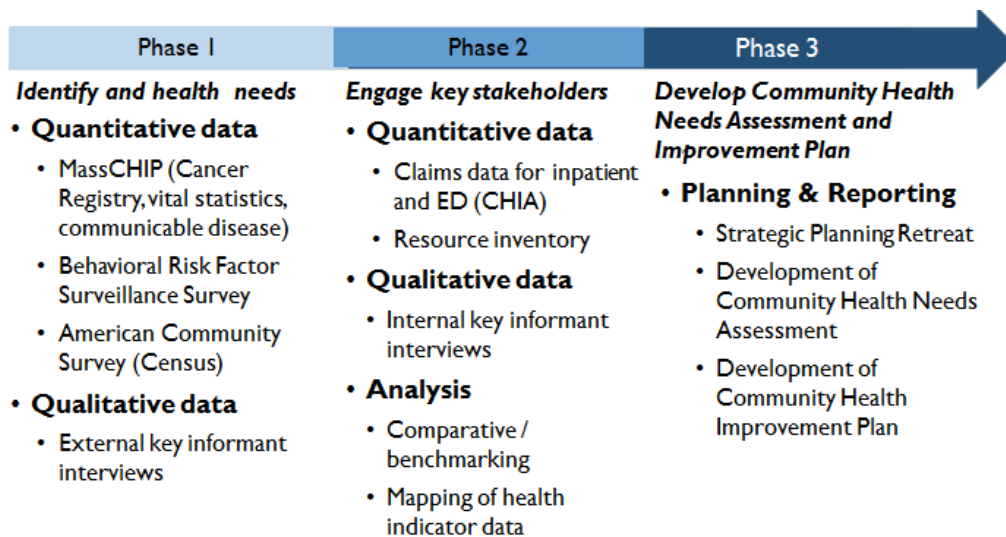 Phase 1
Phase 2
Phase 3
Identify and health needs
• Quantitative data
• MassCHIP (Cancer
Registry, vital statistics,
communicable disease)
• Behavioral Risk Factor
Surveillance Survey
• American Community
Survey (Census)
• Qualitative data
• External key informant
interviews
Engage key stakeholders
• Quantitative data
• Claims data for inpatient
and ED (CHIA)
• Resource inventory
• Qualitative data
• Internal key informant
interviews
• Analysis
• Comparative /
benchmarking
• Mapping of health
indicator data
Develop Community Health
Needs Assessment and
Improvement Plan
• Planning & Reporting
• Strategic Planning Retreat
• Development of
Community Health Needs
Assessment
• Development of
Community Health
Improvement Plan